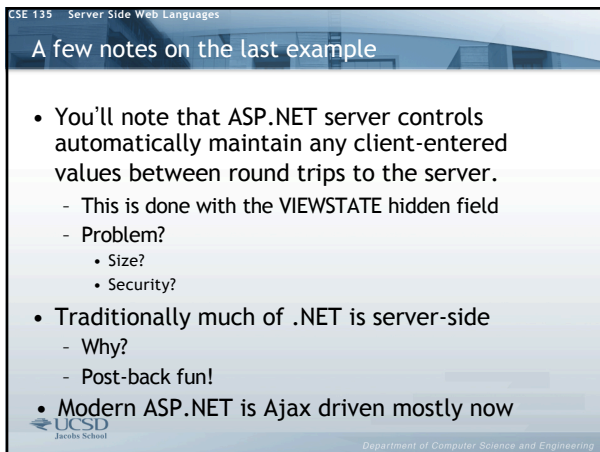 CSE 135   Server Side Web Languages
A few notes on the last example
• You’ll note that ASP.NET server controls
automatically maintain any client-entered
values between round trips to the server.
– This is done with the VIEWSTATE hidden field
– Problem?
• Size?
• Security?
• Traditionally much of .NET is server-side
– Why?
– Post-back fun!
• Modern ASP.NET is Ajax driven mostly now
UCSD
Jacobs School
Department of Computer Science and Engineering